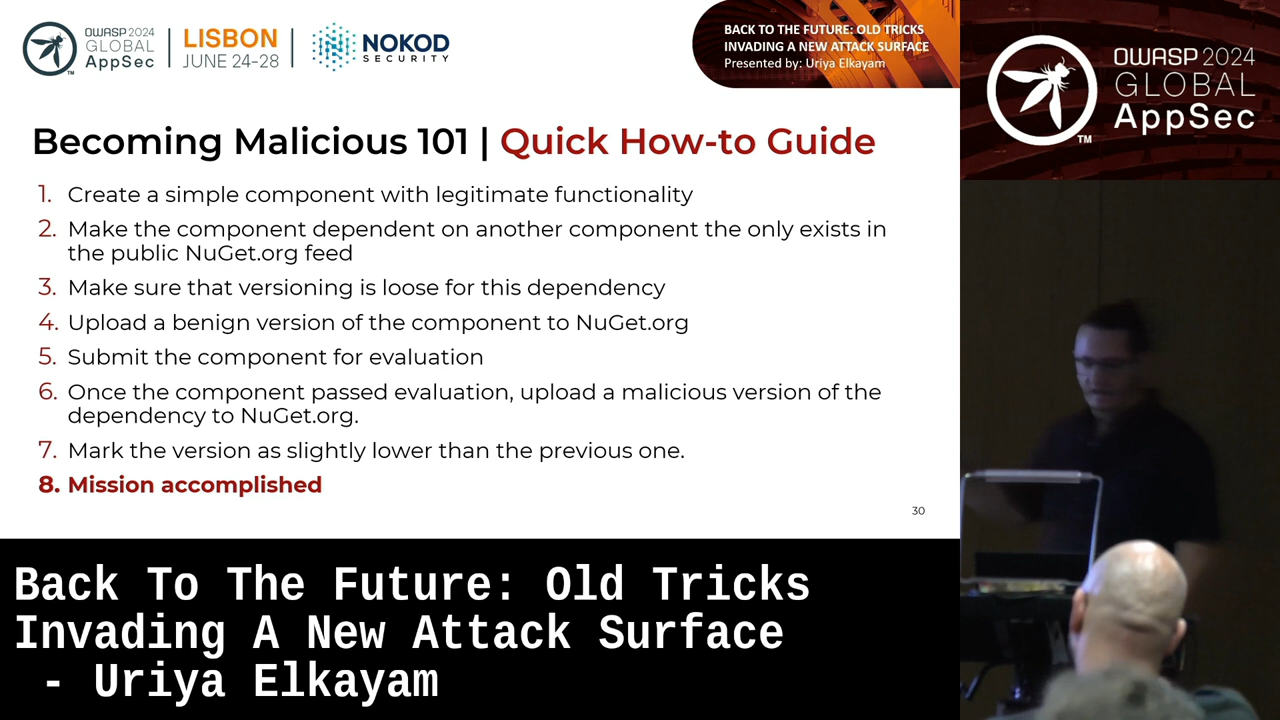 OWASP 2024
GLOBAL
AppSec
TM
LISBON
JUNE 24-28
NOKOD
SECURITY
BACK TO THE FUTURE: OLD TRICKS
INVADING A NEW ATTACK SURFACE
Presented by: Uriya Elkayam
OWASP 2024
GLOBAL
AppSec
TM
Becoming Malicious 101 | Quick How-to Guide
1. Create a simple component with legitimate functionality
2. Make the component dependent on another component the only exists in
the public NuGet.org feed
3. Make sure that versioning is loose for this dependency
4. Upload a benign version of the component to NuGet.org
5. Submit the component for evaluation
6. Once the component passed evaluation, upload a malicious version of the
dependency to NuGet.org.
7. Mark the version as slightly lower than the previous one.
8. Mission accomplished
30
Back To The Future: Old Tricks
Invading A New Attack Surface
- Uriya Elkayam